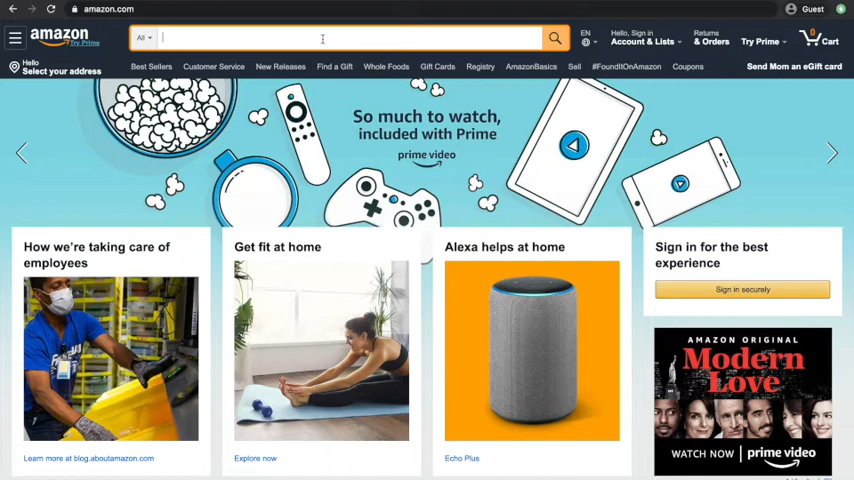 amazon.com
Guest
amazon
Try Prime
All
EN
Hello, Sign in
Account & Lists
Returns
& Orders
Try Prime
0
Cart
Hello
Select your address
Best Sellers
Customer Service
New Releases
Find a Gift
Whole Foods
Gift Cards
Registry
AmazonBasics
Sell
#FoundItOnAmazon
Coupons
Send Mom an eGift card
So much to watch,
included with Prime
prime video
How we're taking care of
employees
Learn more at blog.aboutamazon.com
Get fit at home
Explore now
Alexa helps at home
Echo Plus
Sign in for the best
experience
Sign in securely
AMAZON ORIGINAL
Modern
Love
WATCH NOW
prime video